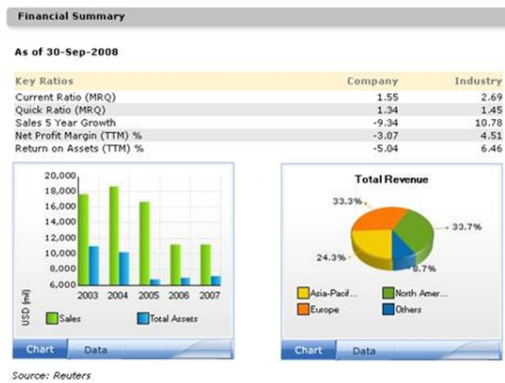 Financial Summary
As of 30-Sep-2008
Key Ratios Company Industry
Current Ratio (MRQ) 1.55 2.69
Quick Ratio (MRQ) 1.34 1.45
Sales 5 Year Growth -9.34 10.78
Net Profit Margin (TTM) % -3.07 4.51
Return on Assets (TTM) % -5.04 6.46
20,000
18,000
16,000
14,000
12,000
10,000
8,000
6,000
USD (mil)
2003 2004 2005 2006 2007
Sales Total Assets
Chart Data
Total Revenue
33.3%
33.7%
24.3%
8.7%
Asia-Pacif... North Amer...
Europe Others
Chart Data
Source: Reuters